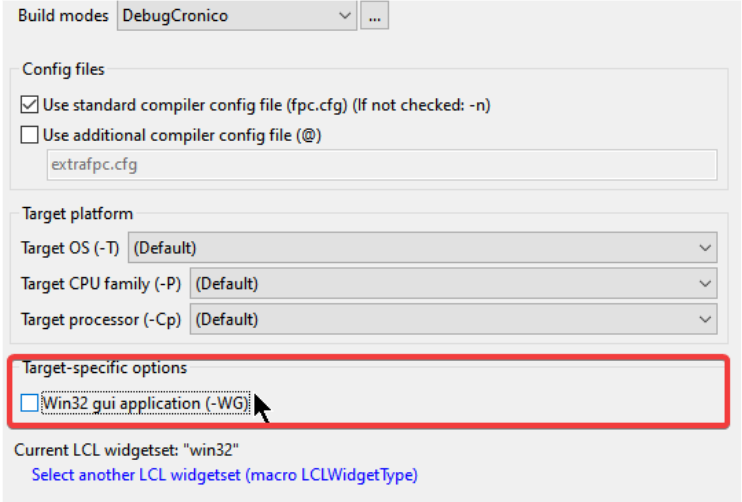 Build modes DebugCronico ...
Config files
Use standard compiler config file (fpc.cfg) (If not checked: -n)
Use additional compiler config file (@)
extrafpc.cfg
Target platform
Target OS (-T) (Default)
Target CPU family (-P) (Default)
Target processor (-Cp) (Default)
Target-specific options
Win32 gui application (-WG)
Current LCL widgetset: "win32"
Select another LCL widgetset (macro LCLWidgetType)